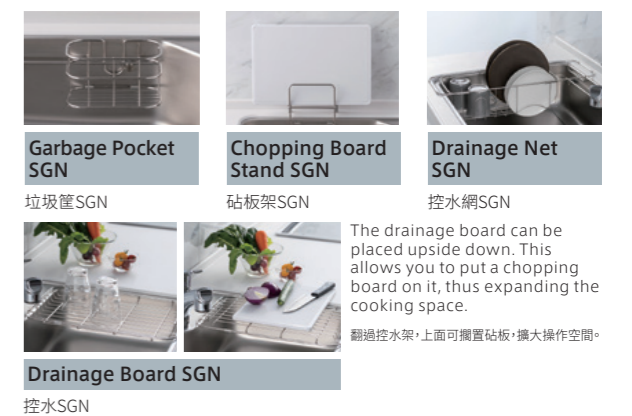 Garbage Pocket
SGN
垃圾筐SGN
Chopping Board
Stand SGN
砧板架SGN
Drainage Net
SGN
控水網SGN
The drainage board can be
placed upside down. This
allows you to put a chopping
board on it, thus expanding the
cooking space.
翻過控水架，上面可擱置砧板，擴大操作空間。
Drainage Board SGN
控水SGN